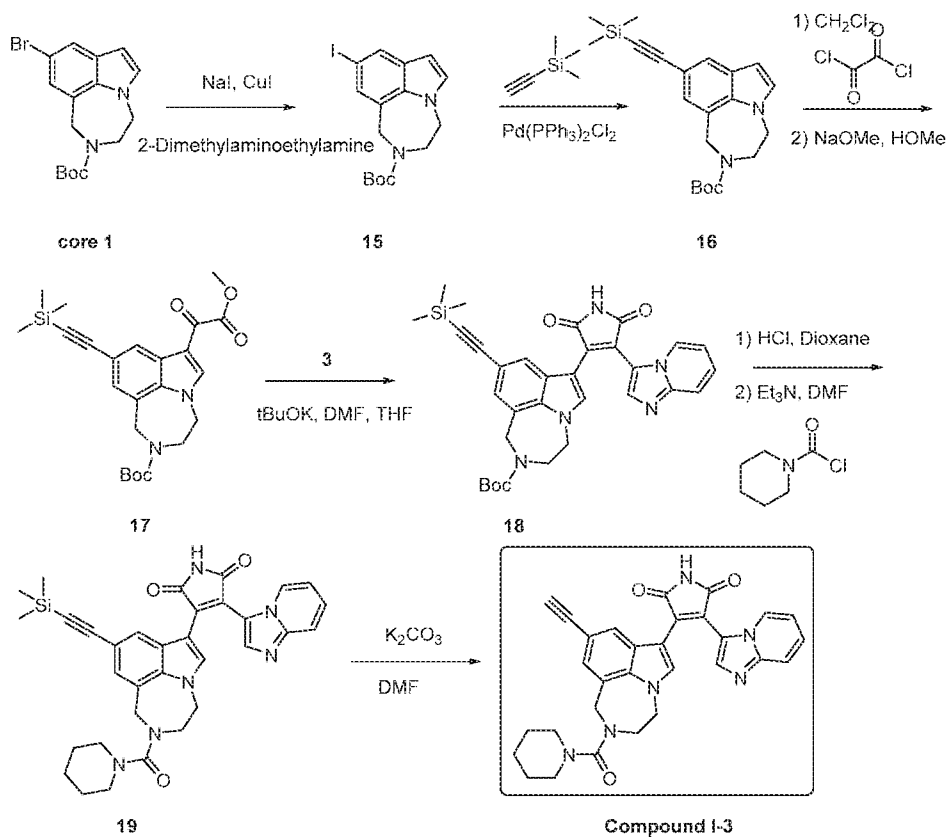 Br
N
N
Boc
core 1
NaI, CuI
2-Dimethylaminoethylamine
I
N
N
Boc
15
Si
Si
Pd(PPh3)2Cl2
N
N
Boc
16
1) CH2Cl2
O
Cl
Cl
O
2) NaOMe, HOMe
Si
O
O
O
N
N
Boc
17
3
tBuOK, DMF, THF
Si
H
N
O
O
N
N
N
N
Boc
18
1) HCl, Dioxane
2) Et3N, DMF
O
N
Cl
Si
H
N
O
O
N
N
N
N
N
O
19
K2CO3
DMF
H
N
O
O
N
N
N
N
N
O
Compound I-3